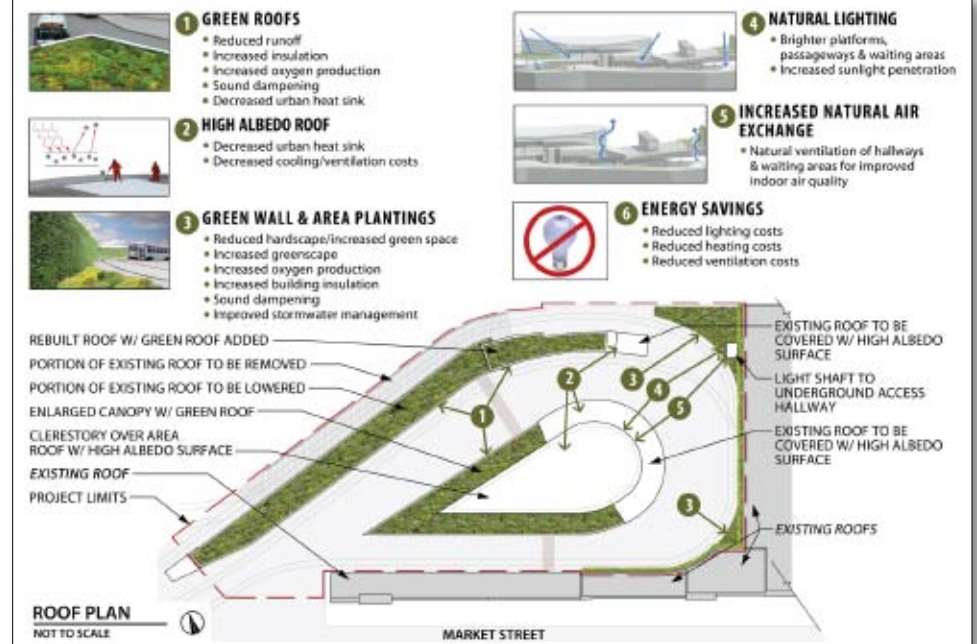 1 GREEN ROOFS
• Reduced runoff
• Increased insulation
• Increased oxygen production
• Sound dampening
• Decreased urban heat sink
2 HIGH ALBEDO ROOF
• Decreased urban heat sink
• Decreased cooling/ventilation costs
3 GREEN WALL & AREA PLANTINGS
• Reduced hardscape/increased green space
• Increased greenscape
• Increased oxygen production
• Increased building insulation
• Sound dampening
• Improved stormwater management
4 NATURAL LIGHTING
• Brighter platforms,
passageways & waiting areas
• Increased sunlight penetration
5 INCREASED NATURAL AIR
EXCHANGE
• Natural ventilation of hallways
& waiting areas for improved
indoor air quality
6 ENERGY SAVINGS
• Reduced lighting costs
• Reduced heating costs
• Reduced ventilation costs
REBUILT ROOF W/ GREEN ROOF ADDED
PORTION OF EXISTING ROOF TO BE REMOVED
PORTION OF EXISTING ROOF TO BE LOWERED
ENLARGED CANOPY W/ GREEN ROOF
CLERESTORY OVER AREA
ROOF W/ HIGH ALBEDO SURFACE
EXISTING ROOF
PROJECT LIMITS
1
2
3
4
5
3
EXISTING ROOF TO BE
COVERED W/ HIGH ALBEDO
SURFACE
LIGHT SHAFT TO
UNDERGROUND ACCESS
HALLWAY
EXISTING ROOF TO BE
COVERED W/ HIGH ALBEDO
SURFACE
EXISTING ROOFS
ROOF PLAN
NOT TO SCALE
MARKET STREET